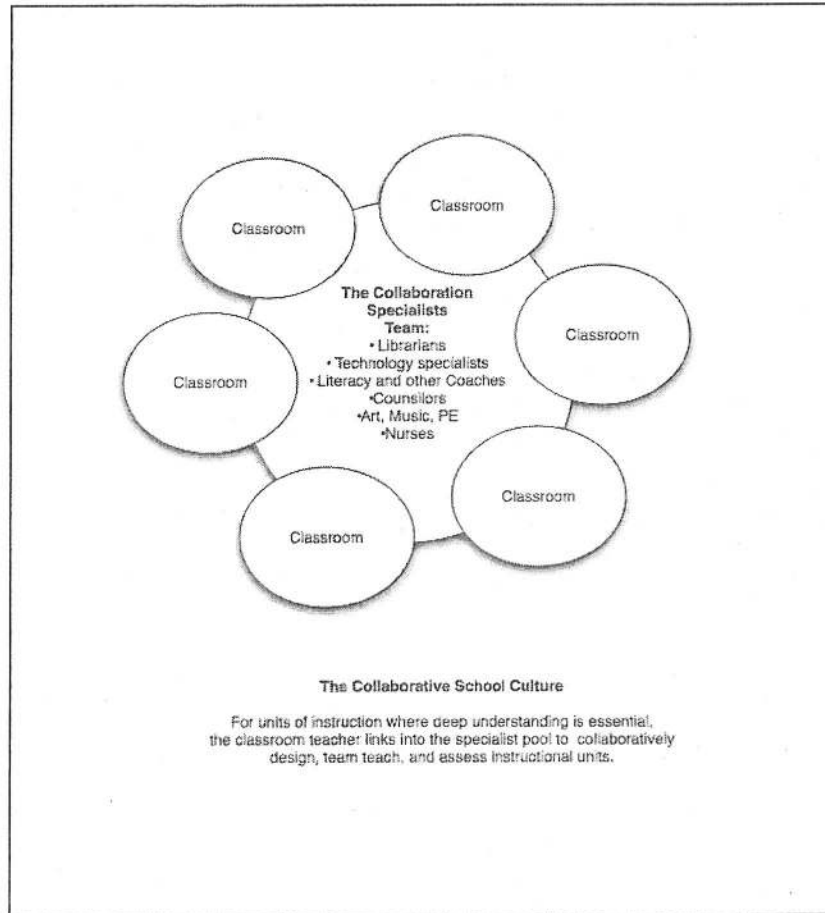 Classroom
Classroom
Classroom
The Collaboration
Specialists
Team:
• Librarians
• Technology specialists
• Literacy and other Coaches
•Counsilors
•Art, Music, PE
•Nurses
Classroom
Classroom
Classroom
The Collaborative School Culture
For units of instruction where deep understanding is essential,
the classroom teacher links into the specialist pool to collaboratively
design, team teach, and assess instructional units.